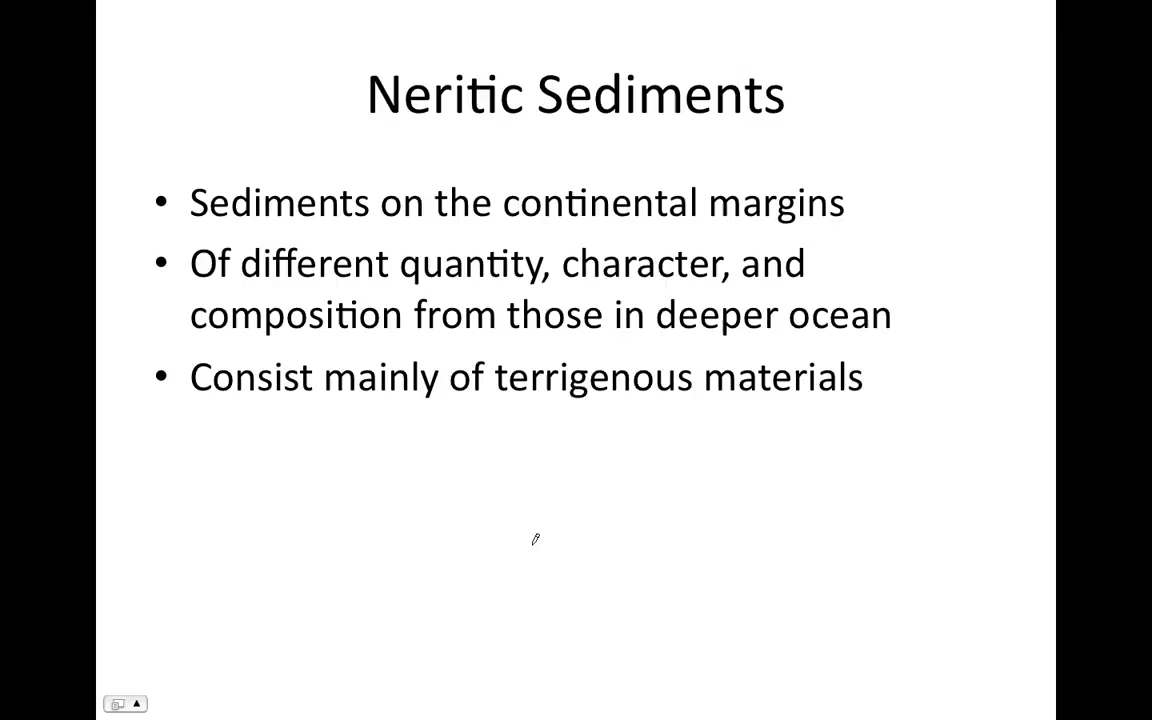 Neritic Sediments
• Sediments on the continental margins
• Of different quantity, character, and
composition from those in deeper ocean
• Consist mainly of terrigenous materials